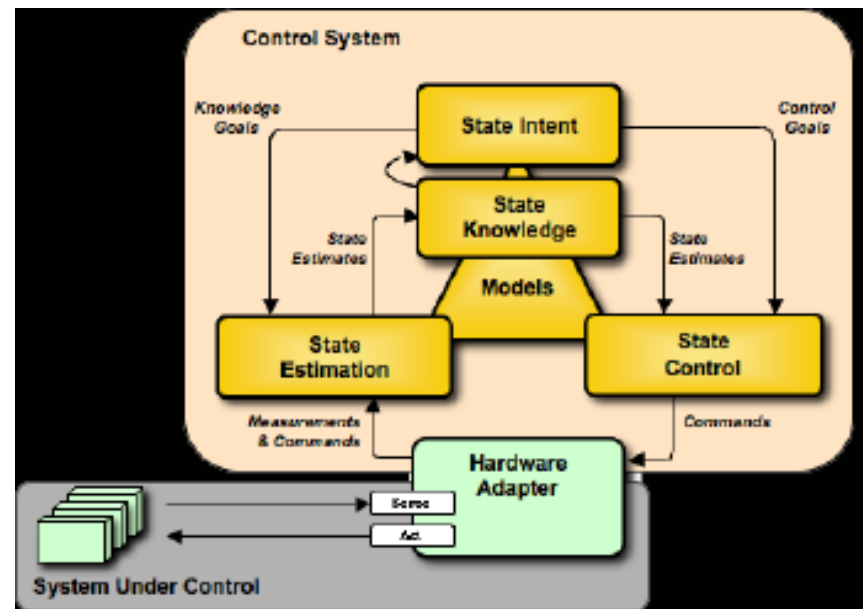 Control System
Knowledge
Goals
State Intent
Control
Goals
State
Knowledge
State
Estimates
State
Estimates
Models
State
Estimation
State
Control
Measurements
& Commands
Commands
Hardware
Adapter
Sense
Act
System Under Control